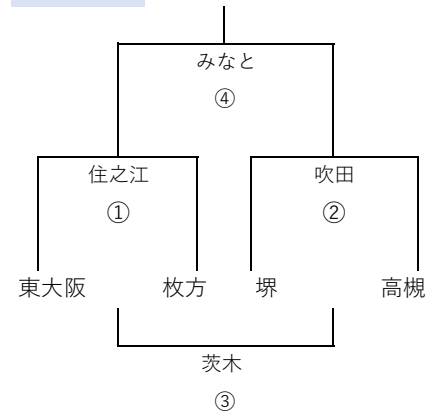 みなと
④
住之江
吹田
①
②
東大阪
枚方
堺
高槻
茨木
③